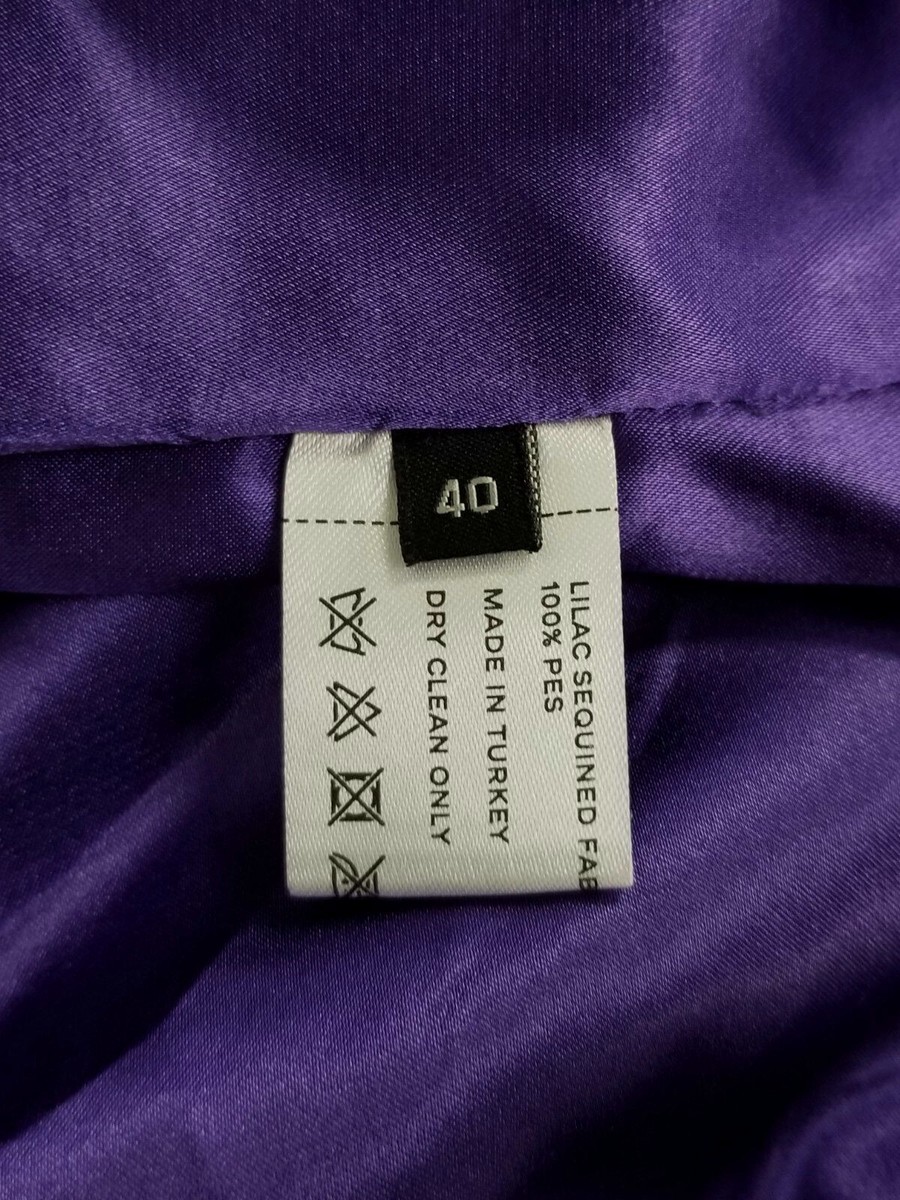 40
LILAC SEQUINED FAB
100% PES
MADE IN TURKEY
DRY CLEAN ONLY